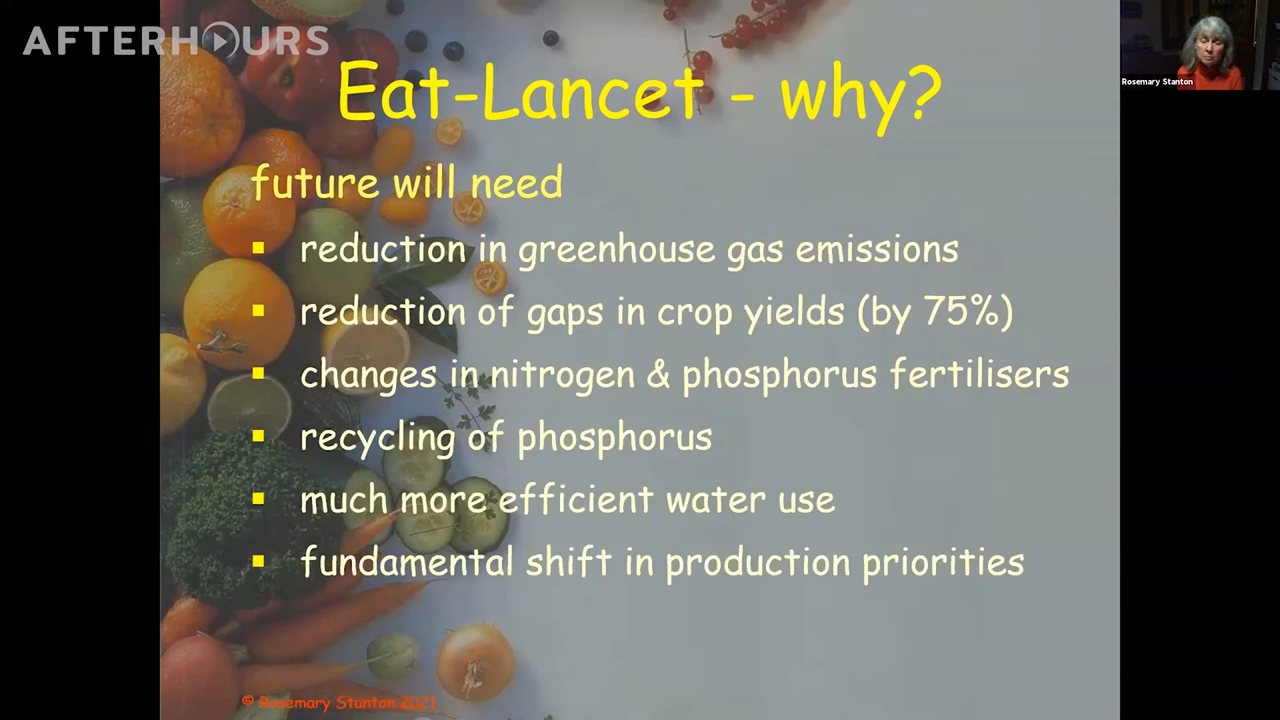 AFTERHOURS
Rosemary Stanton
Eat-Lancet - why?
future will need
▪ reduction in greenhouse gas emissions
▪ reduction of gaps in crop yields (by 75%)
▪ changes in nitrogen & phosphorus fertilisers
▪ recycling of phosphorus
▪ much more efficient water use
▪ fundamental shift in production priorities
© Rosemary Stanton 2021